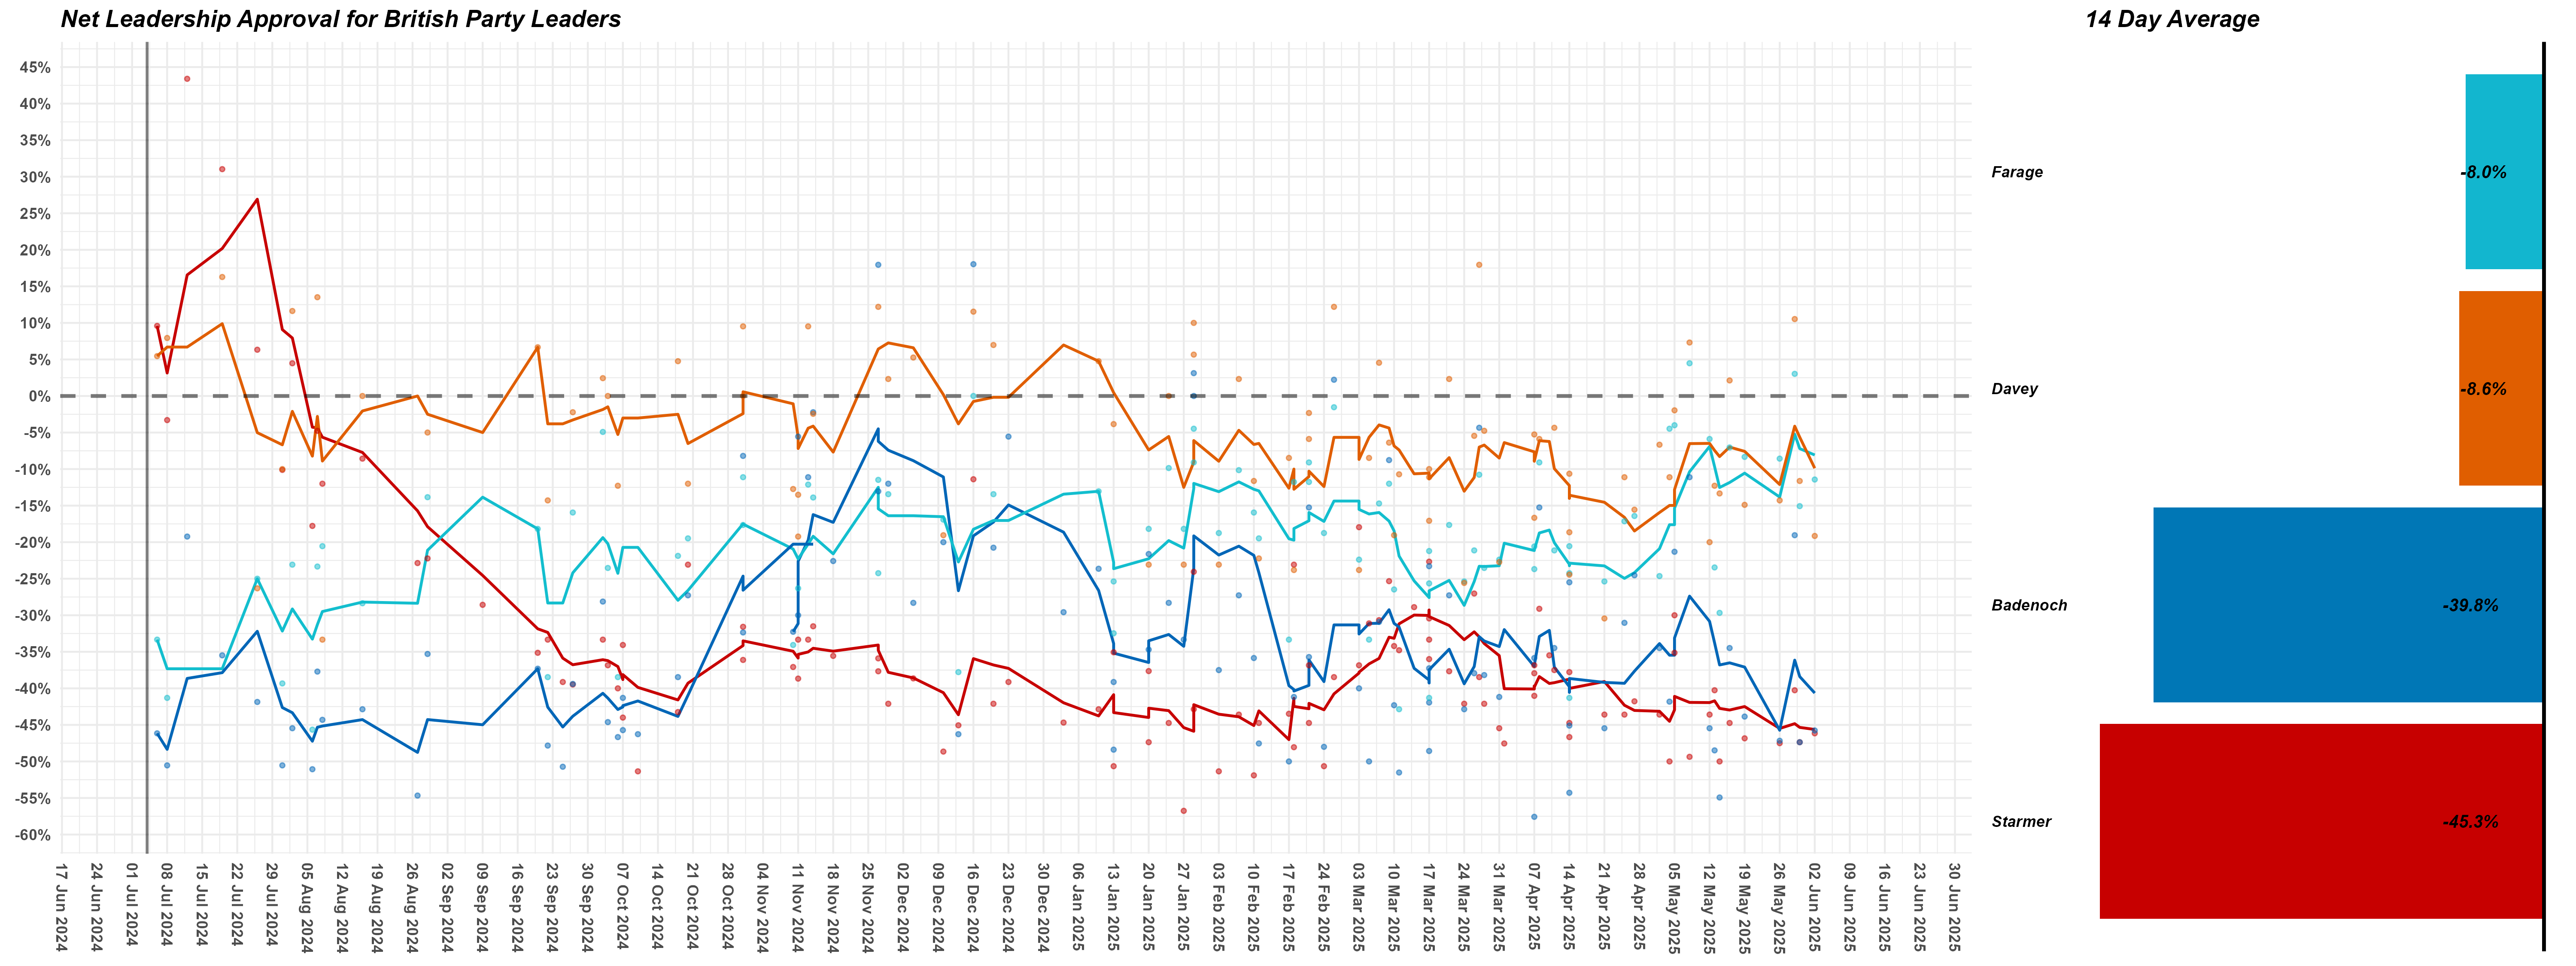 Net Leadership Approval for British Party Leaders
14 Day Average
45%
40%
35%
30%
25%
20%
15%
10%
5%
0%
-5%
-10%
-15%
-20%
-25%
-30%
-35%
-40%
-45%
-50%
-55%
-60%
17 Jun 2024
24 Jun 2024
01 Jul 2024
08 Jul 2024
15 Jul 2024
22 Jul 2024
29 Jul 2024
05 Aug 2024
12 Aug 2024
19 Aug 2024
26 Aug 2024
02 Sep 2024
09 Sep 2024
16 Sep 2024
23 Sep 2024
30 Sep 2024
07 Oct 2024
14 Oct 2024
21 Oct 2024
28 Oct 2024
04 Nov 2024
11 Nov 2024
18 Nov 2024
25 Nov 2024
02 Dec 2024
09 Dec 2024
16 Dec 2024
23 Dec 2024
30 Dec 2024
06 Jan 2025
13 Jan 2025
20 Jan 2025
27 Jan 2025
03 Feb 2025
10 Feb 2025
17 Feb 2025
24 Feb 2025
03 Mar 2025
10 Mar 2025
17 Mar 2025
24 Mar 2025
31 Mar 2025
07 Apr 2025
14 Apr 2025
21 Apr 2025
28 Apr 2025
05 May 2025
12 May 2025
19 May 2025
26 May 2025
02 Jun 2025
09 Jun 2025
16 Jun 2025
23 Jun 2025
30 Jun 2025
Farage
-8.0%
Davey
-8.6%
Badenoch
-39.8%
Starmer
-45.3%